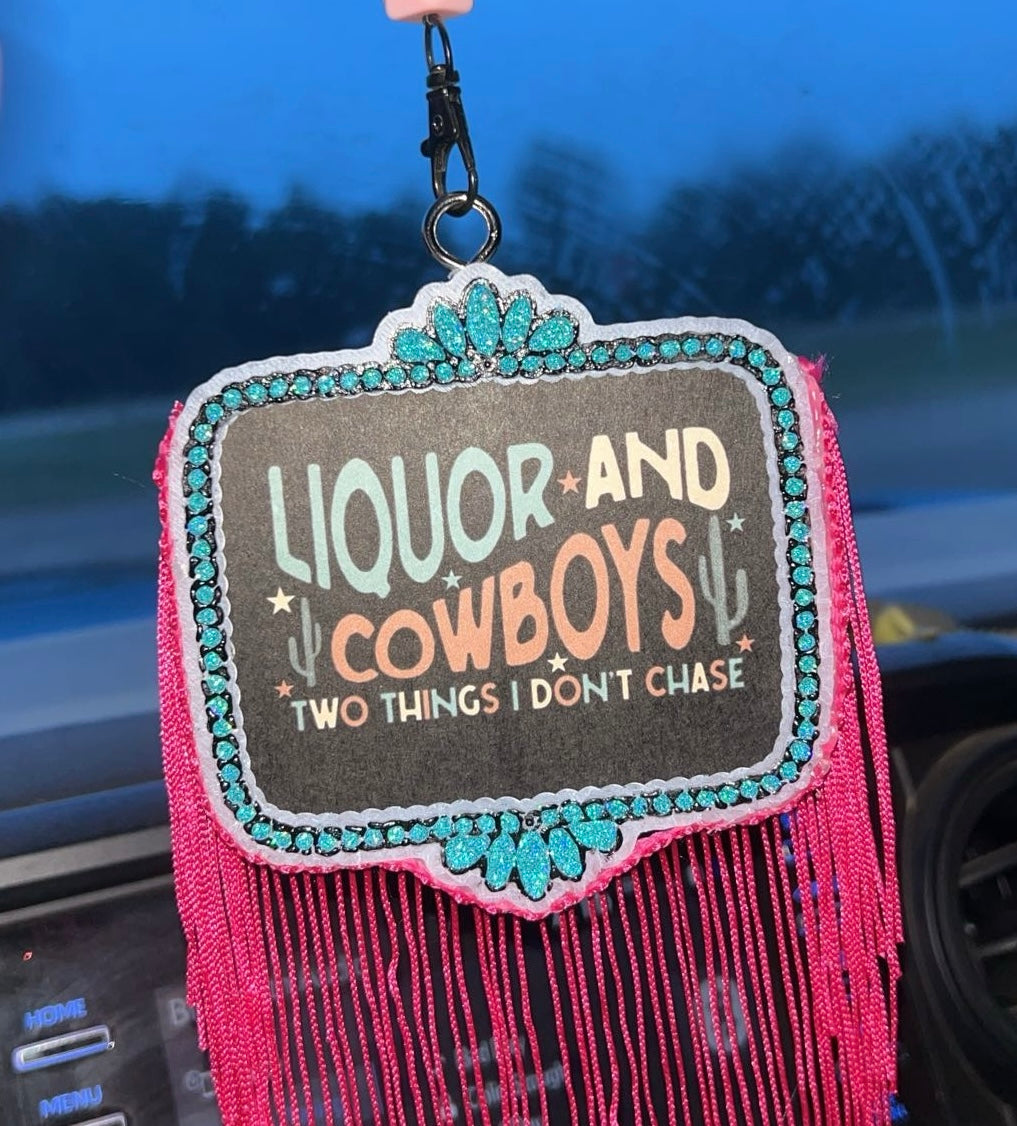 LIQUOR AND
COWBOYS
TWO THINGS I DON'T CHASE
HOME
MENU